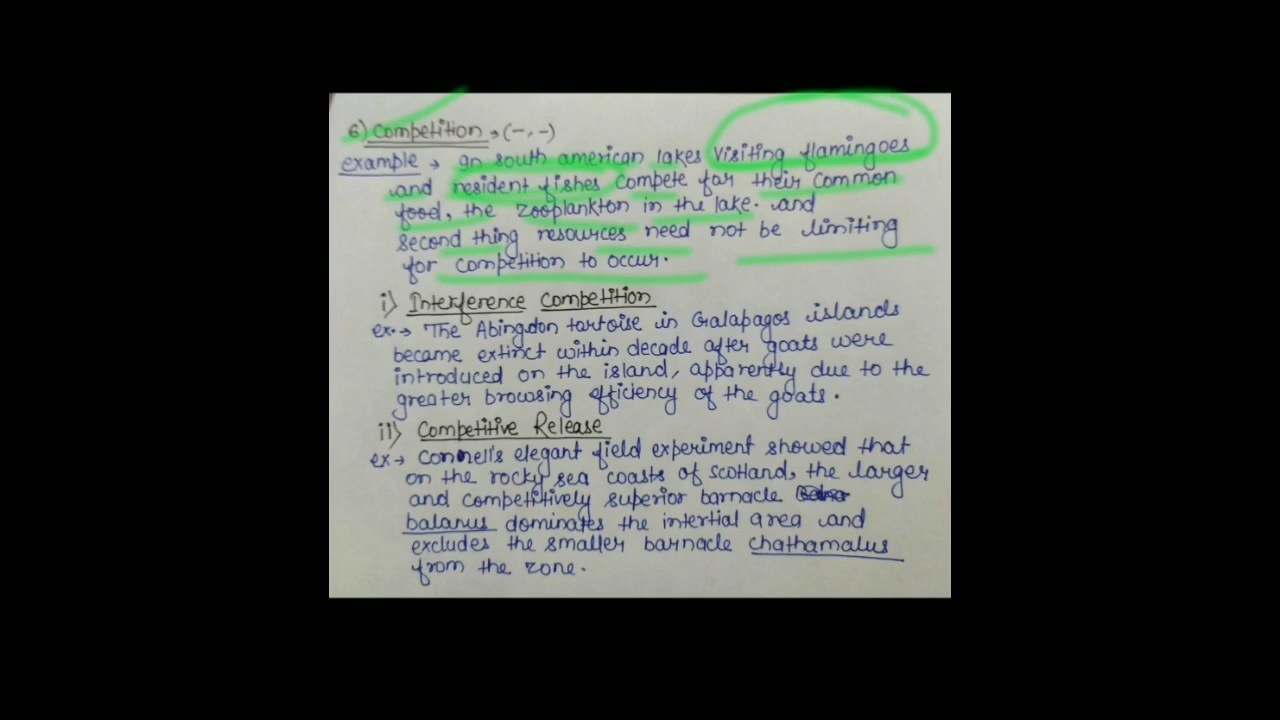 6) Competition → (-,-)
example → In south american lakes visiting flamingoes
and resident fishes compete for their common
food, the zooplankton in the lake. and
second thing resources need not be limiting
for competition to occur.
i) Interference Competition
ex. → The Abingdon tortoise in Galapagos islands
became extinct within decade after goats were
introduced on the island, apparently due to the
greater browsing efficiency of the goats.
ii) Competitive Release
ex → Connell's elegant field experiment showed that
on the rocky sea coasts of scotland, the larger
and competitively superior barnacle
balanus dominates the intertial area and
excludes the smaller barnacle chathamalus
from the zone.